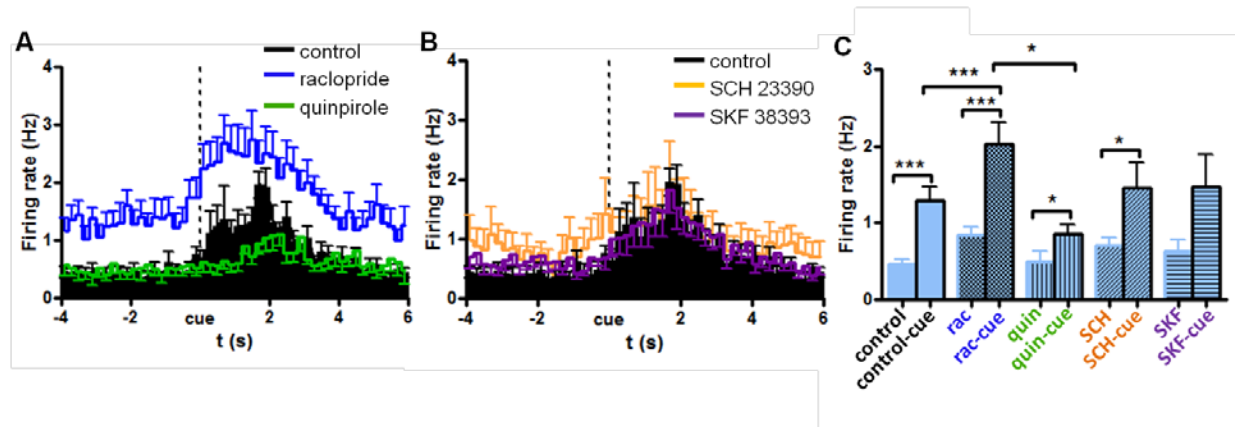 A
control
raclopride
quinpirole
Firing rate (Hz)
4
3
2
1
0
-4
-2
cue
2
4
6
t (s)
B
control
SCH 23390
SKF 38393
Firing rate (Hz)
4
3
2
1
0
-4
-2
cue
2
4
6
t (s)
C
Firing rate (Hz)
3
2
1
0
***
***
***
*
*
*
control
control-cue
rac
rac-cue
quin
quin-cue
SCH
SCH-cue
SKF
SKF-cue